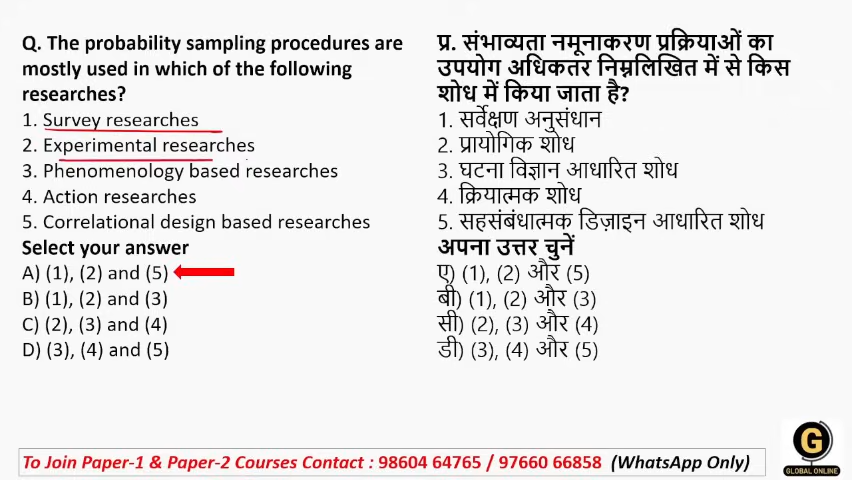 Q. The probability sampling procedures are
mostly used in which of the following
researches?
1. Survey researches
2. Experimental researches
3. Phenomenology based researches
4. Action researches
5. Correlational design based researches
Select your answer
A) (1), (2) and (5)
B) (1), (2) and (3)
C) (2), (3) and (4)
D) (3), (4) and (5)
प्र. संभाव्यता नमूनाकरण प्रक्रियाओं का
उपयोग अधिकतर निम्नलिखित में से किस
शोध में किया जाता है?
1. सर्वेक्षण अनुसंधान
2. प्रायोगिक शोध
3. घटना विज्ञान आधारित शोध
4. क्रियात्मक शोध
5. सहसंबंधात्मक डिज़ाइन आधारित शोध
अपना उत्तर चुनें
ए) (1), (2) और (5)
बी) (1), (2) और (3)
सी) (2), (3) और (4)
डी) (3), (4) और (5)
To Join Paper-1 & Paper-2 Courses Contact : 98604 64765 / 97660 66858 (WhatsApp Only)
G
GLOBAL ONLINE